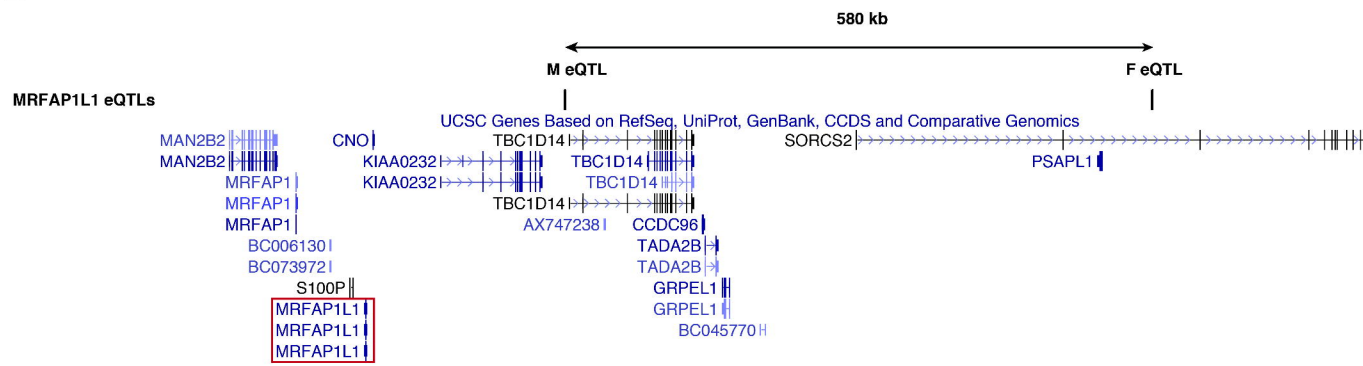 580 kb
M eQTL F eQTL
MRFAP1L1 eQTLs
UCSC Genes Based on RefSeq, UniProt, GenBank, CCDS and Comparative Genomics
MAN2B2 CNO TBC1D14 SORCS2
MAN2B2 KIAA0232 TBC1D14 PSAPL1
MRFAP1 KIAA0232 TBC1D14
MRFAP1 TBC1D14
MRFAP1 AX747238 CCDC96
BC006130 TADA2B
BC073972 TADA2B
S100P GRPEL1
MRFAP1L1 GRPEL1
MRFAP1L1 BC045770
MRFAP1L1